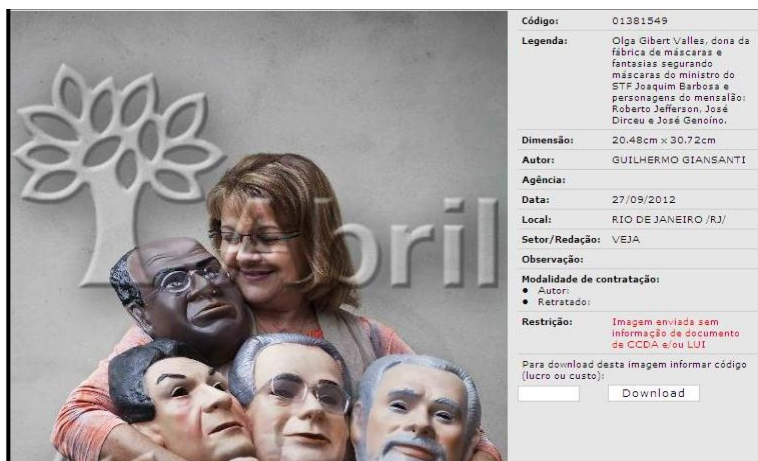 Abril
Código: 01381549
Legenda: Olga Gibert Valles, dona da
fábrica de máscaras e
fantasias segurando
máscaras do ministro do
STF Joaquim Barbosa e
personagens do mensalão:
Roberto Jefferson, José
Dirceu e José Genoíno.
Dimensão: 20.48cm x 30.72cm
Autor: GUILHERMO GIANSANTI
Agência:
Data: 27/09/2012
Local: RIO DE JANEIRO /RJ/
Setor/Redação: VEJA
Observação:
Modalidade de contratação:
● Autor:
● Retratado:
Restrição: Imagem enviada sem
informação de documento
de CCDA e/ou LUI
Para download desta imagem informar código
(lucro ou custo):
Download